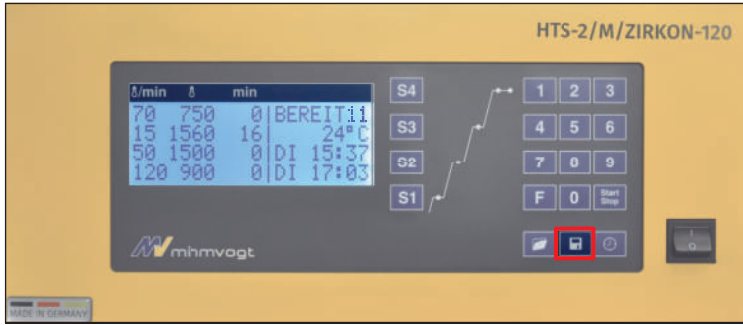 HTS-2/M/ZIRKON-120
🌡/min 🌡 min
70 750 0|BEREIT11
15 1560 16| 24°C
50 1500 0|DI 15:37
120 900 0|DI 17:03
S4
S3
S2
S1
1 2 3
4 5 6
7 8 9
F 0 Start Stop
mihmvogt
I
O
MADE IN GERMANY